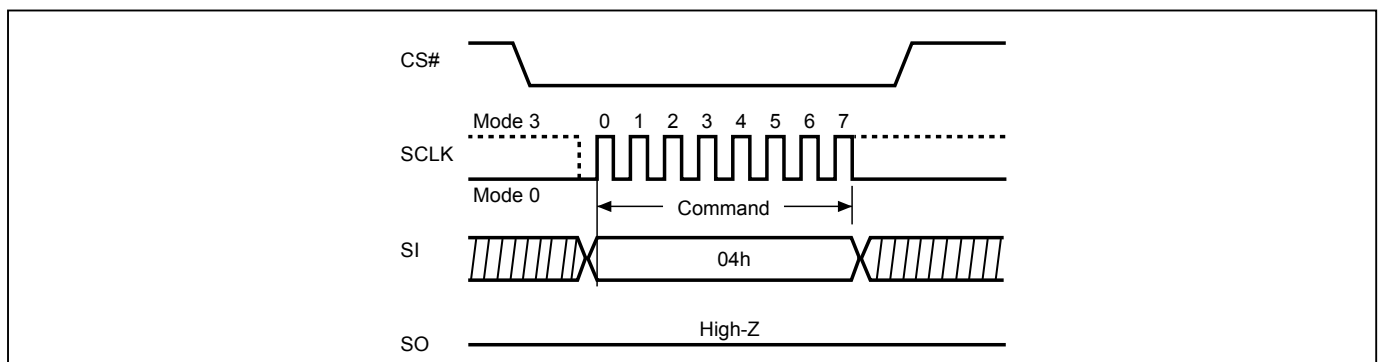 CS#
Mode 3 0 1 2 3 4 5 6 7
SCLK
Mode 0
Command
SI
04h
High-Z
SO